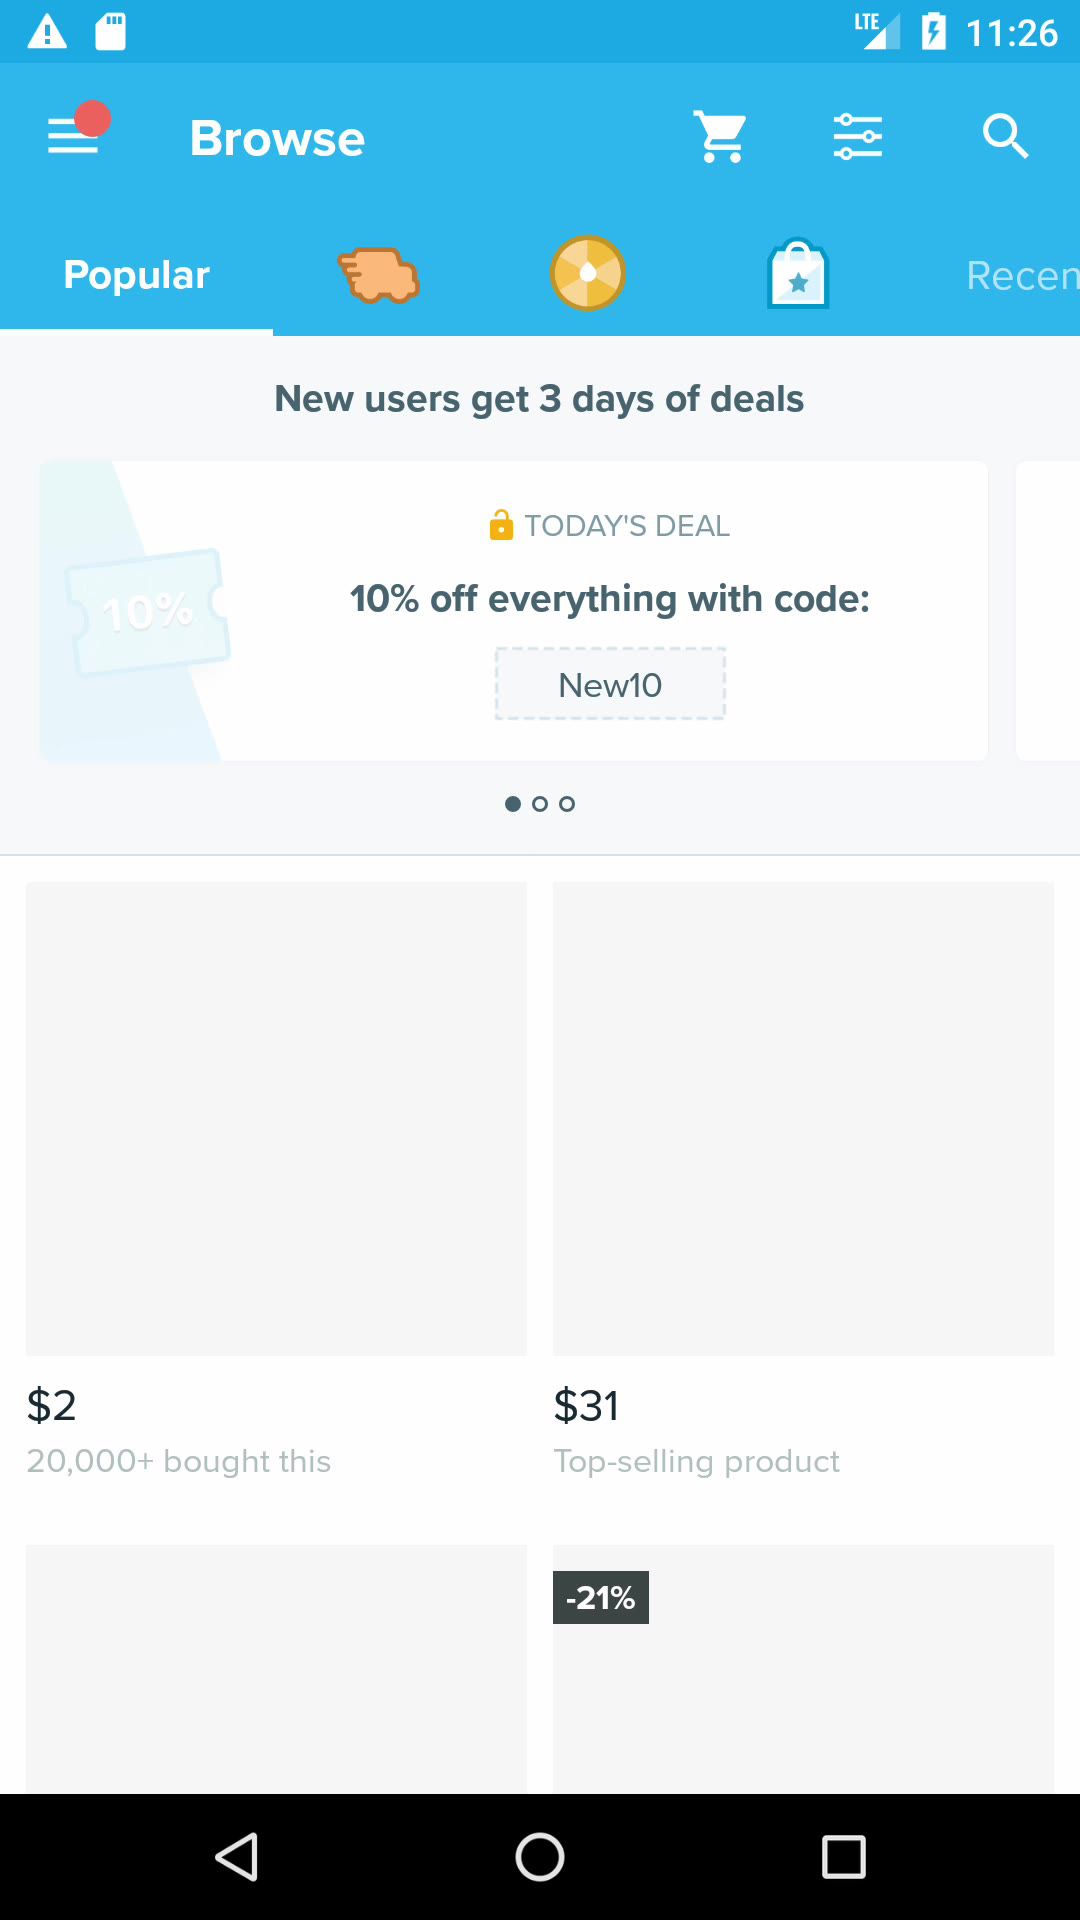 LTE 11:26
Browse
Popular
Recen
New users get 3 days of deals
TODAY'S DEAL
10%
10% off everything with code:
New10
$2
$31
20,000+ bought this
Top-selling product
-21%